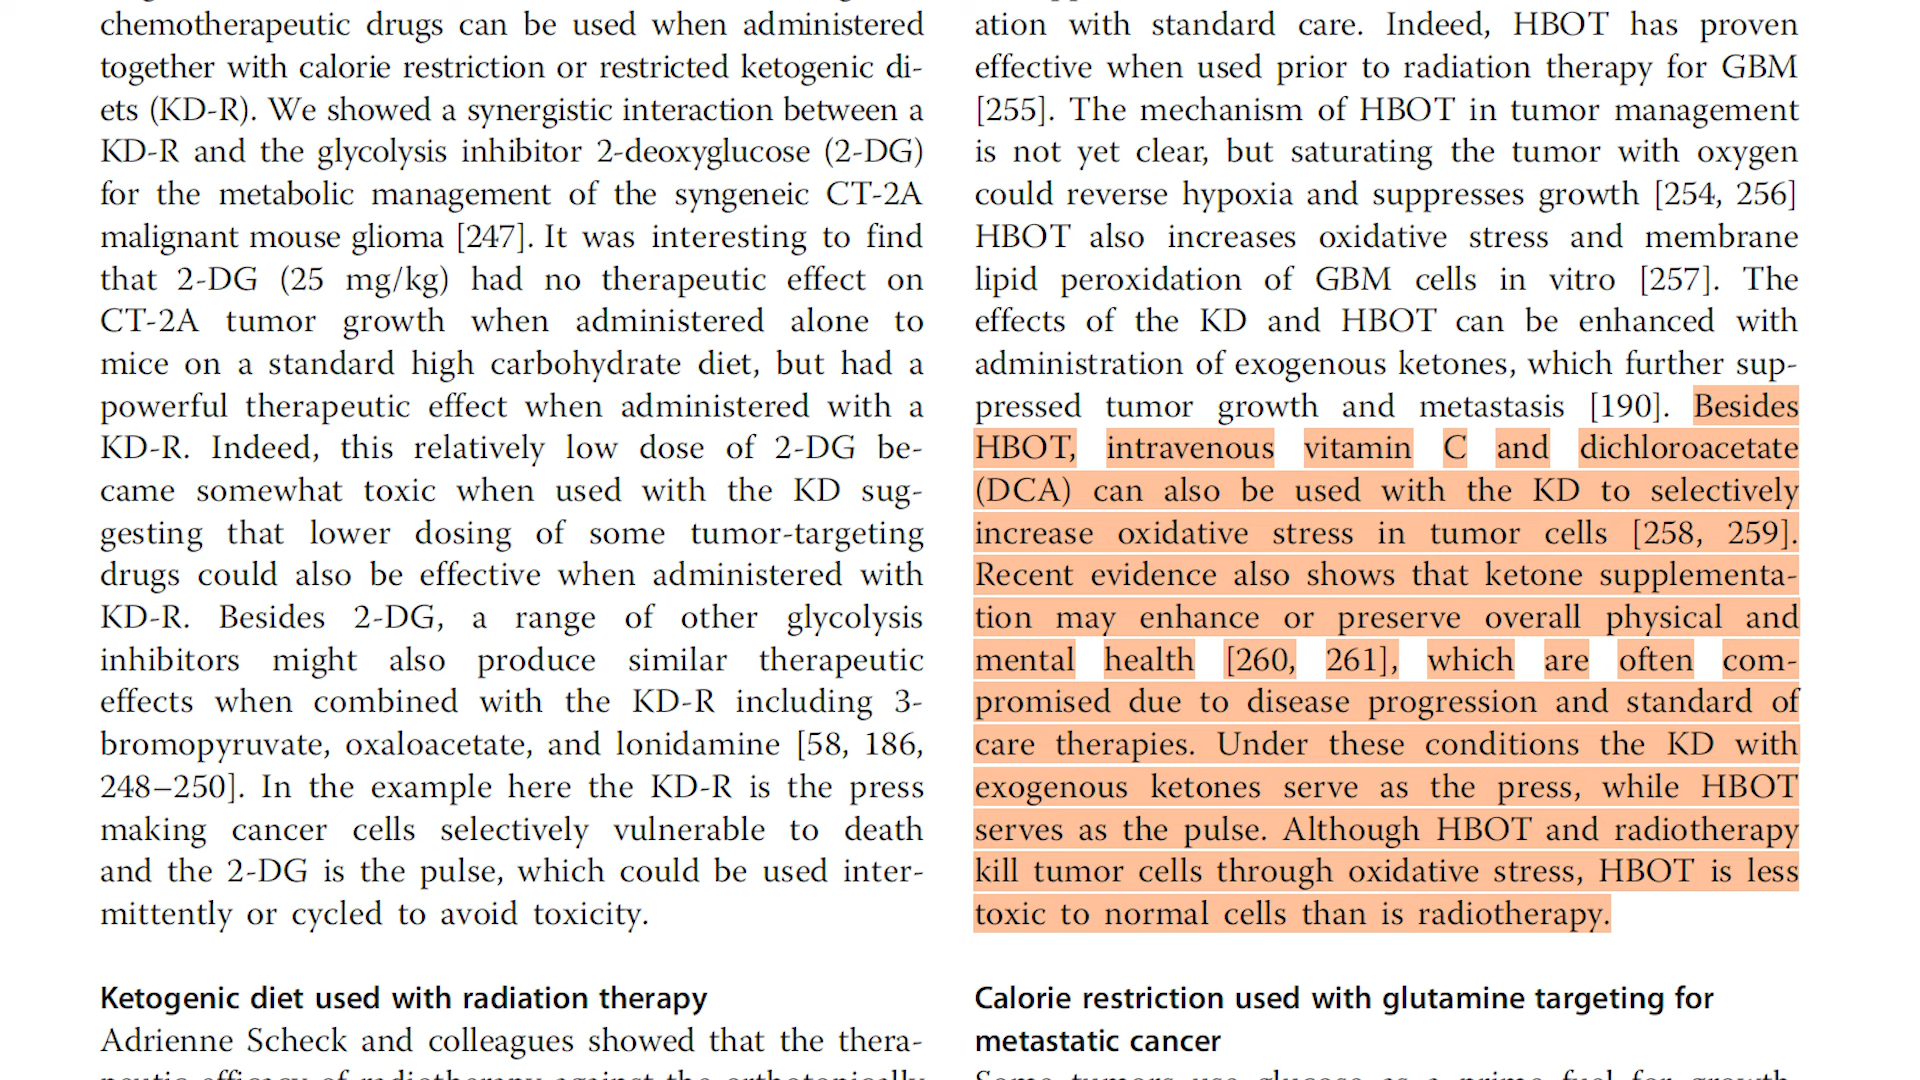 chemotherapeutic drugs can be used when administered
together with calorie restriction or restricted ketogenic di-
ets (KD-R). We showed a synergistic interaction between a
KD-R and the glycolysis inhibitor 2-deoxyglucose (2-DG)
for the metabolic management of the syngeneic CT-2A
malignant mouse glioma [247]. It was interesting to find
that 2-DG (25 mg/kg) had no therapeutic effect on
CT-2A tumor growth when administered alone to
mice on a standard high carbohydrate diet, but had a
powerful therapeutic effect when administered with a
KD-R. Indeed, this relatively low dose of 2-DG be-
came somewhat toxic when used with the KD sug-
gesting that lower dosing of some tumor-targeting
drugs could also be effective when administered with
KD-R. Besides 2-DG, a range of other glycolysis
inhibitors might also produce similar therapeutic
effects when combined with the KD-R including 3-
bromopyruvate, oxaloacetate, and lonidamine [58, 186,
248–250]. In the example here the KD-R is the press
making cancer cells selectively vulnerable to death
and the 2-DG is the pulse, which could be used inter-
mittently or cycled to avoid toxicity.
Ketogenic diet used with radiation therapy
Adrienne Scheck and colleagues showed that the thera-
peutic efficacy of radiotherapy against the orthotopically
ation with standard care. Indeed, HBOT has proven
effective when used prior to radiation therapy for GBM
[255]. The mechanism of HBOT in tumor management
is not yet clear, but saturating the tumor with oxygen
could reverse hypoxia and suppresses growth [254, 256]
HBOT also increases oxidative stress and membrane
lipid peroxidation of GBM cells in vitro [257]. The
effects of the KD and HBOT can be enhanced with
administration of exogenous ketones, which further sup-
pressed tumor growth and metastasis [190]. Besides
HBOT, intravenous vitamin C and dichloroacetate
(DCA) can also be used with the KD to selectively
increase oxidative stress in tumor cells [258, 259].
Recent evidence also shows that ketone supplementa-
tion may enhance or preserve overall physical and
mental health [260, 261], which are often com-
promised due to disease progression and standard of
care therapies. Under these conditions the KD with
exogenous ketones serve as the press, while HBOT
serves as the pulse. Although HBOT and radiotherapy
kill tumor cells through oxidative stress, HBOT is less
toxic to normal cells than is radiotherapy.
Calorie restriction used with glutamine targeting for
metastatic cancer
Some tumors use glucose as a prime fuel for growth,